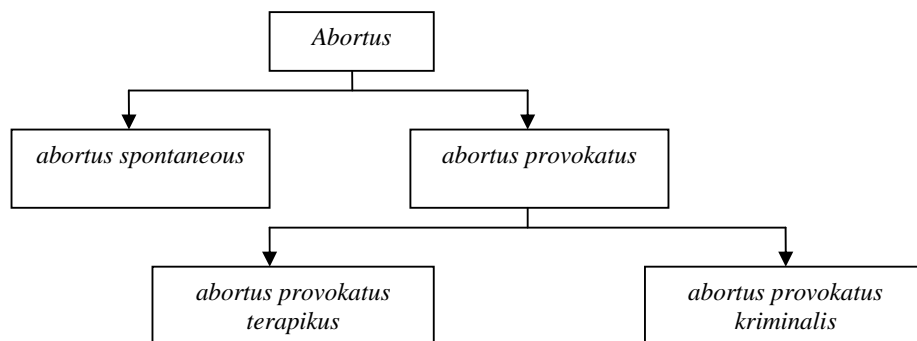 Abortus
abortus spontaneous
abortus provokatus
abortus provokatus
terapikus
abortus provokatus
kriminalis